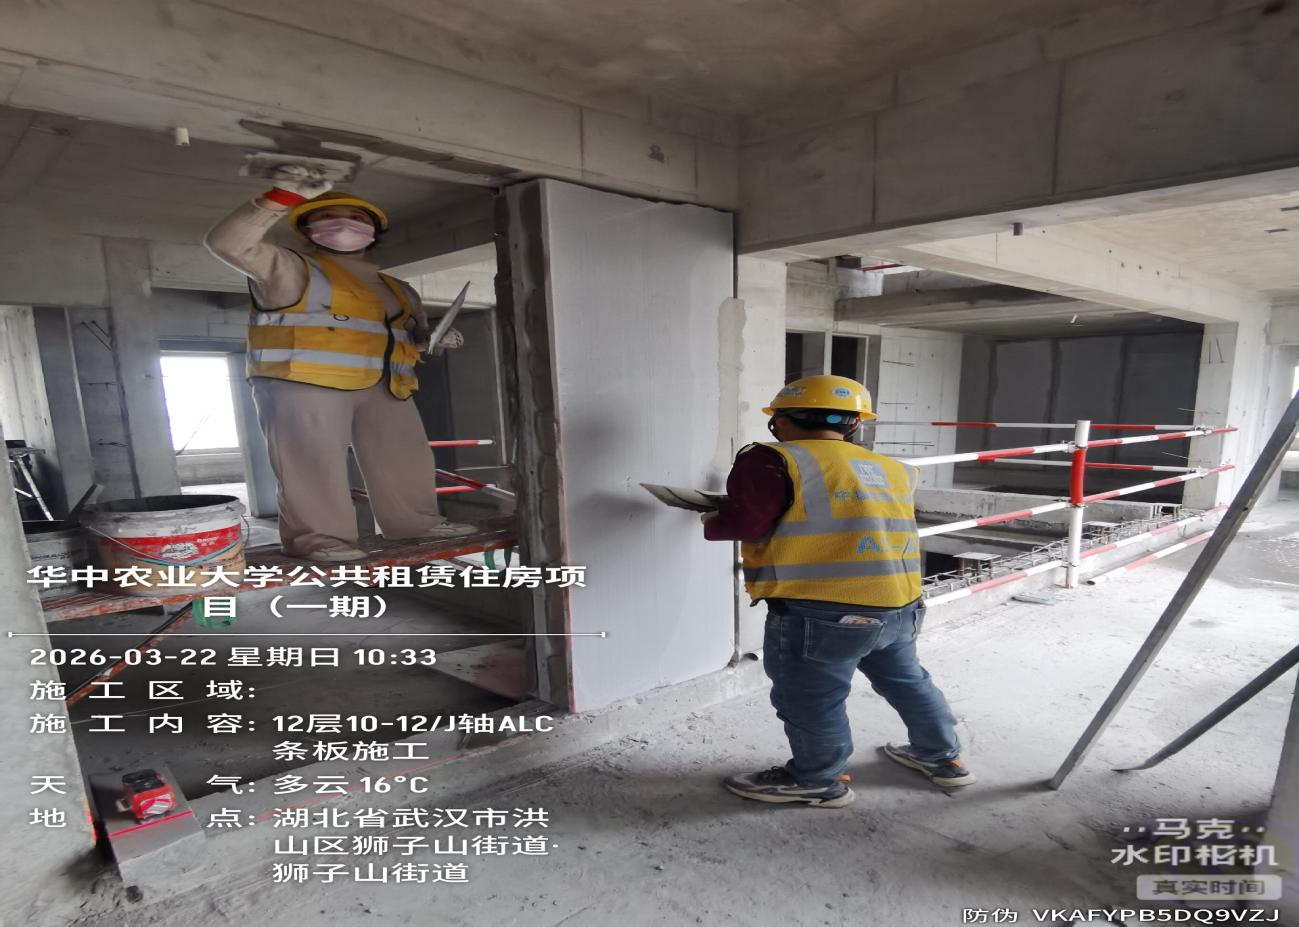 华中农业大学公共租赁住房项
目（一期）
2026-03-22 星期日 10:33
施工区域:
施工内容: 12层10-12/J轴ALC
条板施工
天气: 多云 16°C
地点: 湖北省武汉市洪
山区狮子山街道·
狮子山街道
马克
水印相机
真实时间
防伪 VKAFYPB5DQ9VZJ